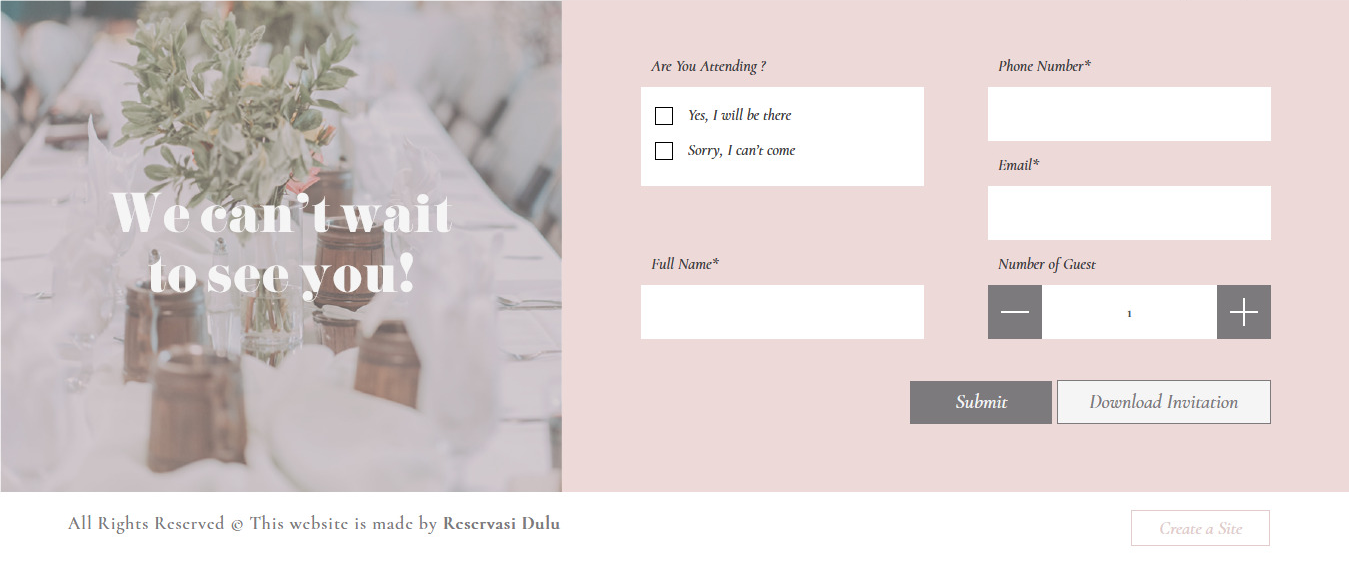 We can't wait
to see you!
Are You Attending ?
Yes, I will be there
Sorry, I can't come
Full Name*
Phone Number*
Email*
Number of Guest
1
Submit
Download Invitation
All Rights Reserved @ This website is made by Reservasi Dulu
Create a Site